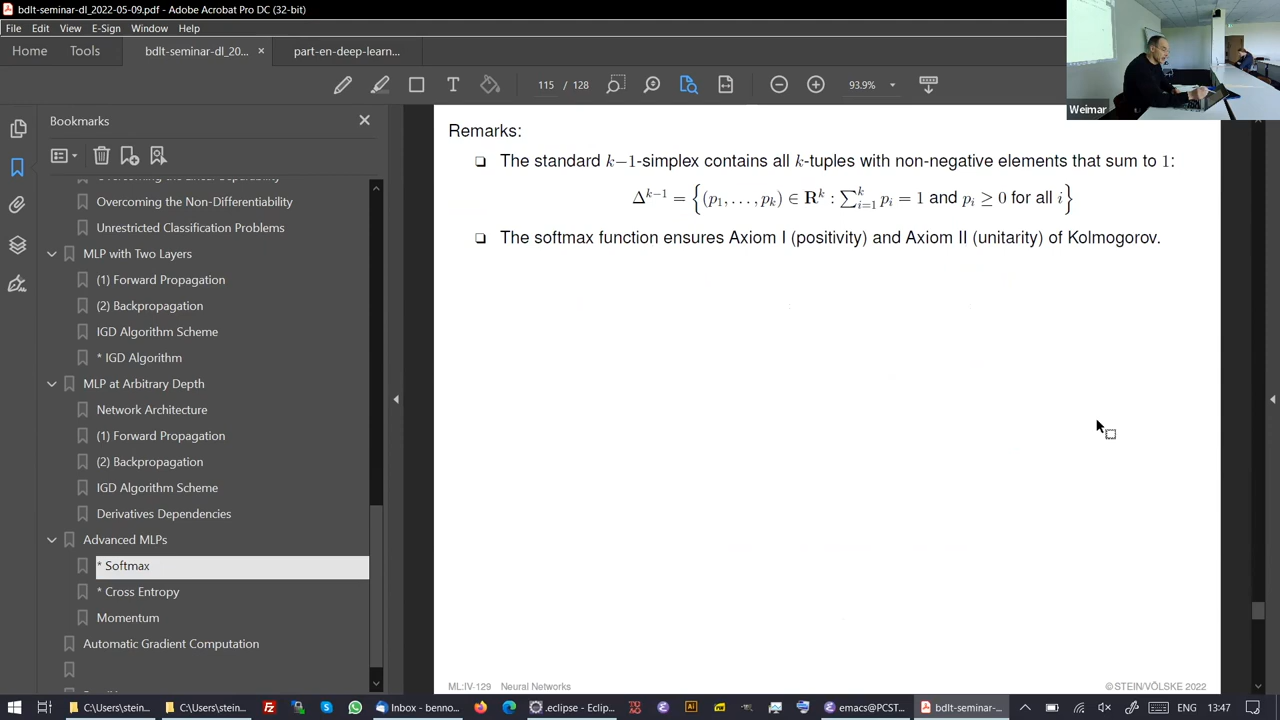 bdlt-seminar-dl_2022-05-09.pdf - Adobe Acrobat Pro DC (32-bit)
File Edit View E-Sign Window Help
Home Tools bdlt-seminar-dl_20... × part-en-deep-learn...
115 / 128 93.9%
Weimar
Bookmarks
Overcoming the Non-Differentiability
Unrestricted Classification Problems
MLP with Two Layers
(1) Forward Propagation
(2) Backpropagation
IGD Algorithm Scheme
* IGD Algorithm
MLP at Arbitrary Depth
Network Architecture
(1) Forward Propagation
(2) Backpropagation
IGD Algorithm Scheme
Derivatives Dependencies
Advanced MLPs
* Softmax
* Cross Entropy
Momentum
Automatic Gradient Computation
Remarks:
❑ The standard k−1-simplex contains all k-tuples with non-negative elements that sum to 1:
Δ^{k−1} = {(p_1, . . . , p_k) ∈ R^k : ∑_{i=1}^{k} p_i = 1 and p_i ≥ 0 for all i}
❑ The softmax function ensures Axiom I (positivity) and Axiom II (unitarity) of Kolmogorov.
ML:IV-129 Neural Networks ©STEIN/VÖLSKE 2022
C:\Users\stein... C:\Users\stein... Inbox - benno... .eclipse - Eclip... emacs@PCST... bdlt-seminar-... ENG 13:47